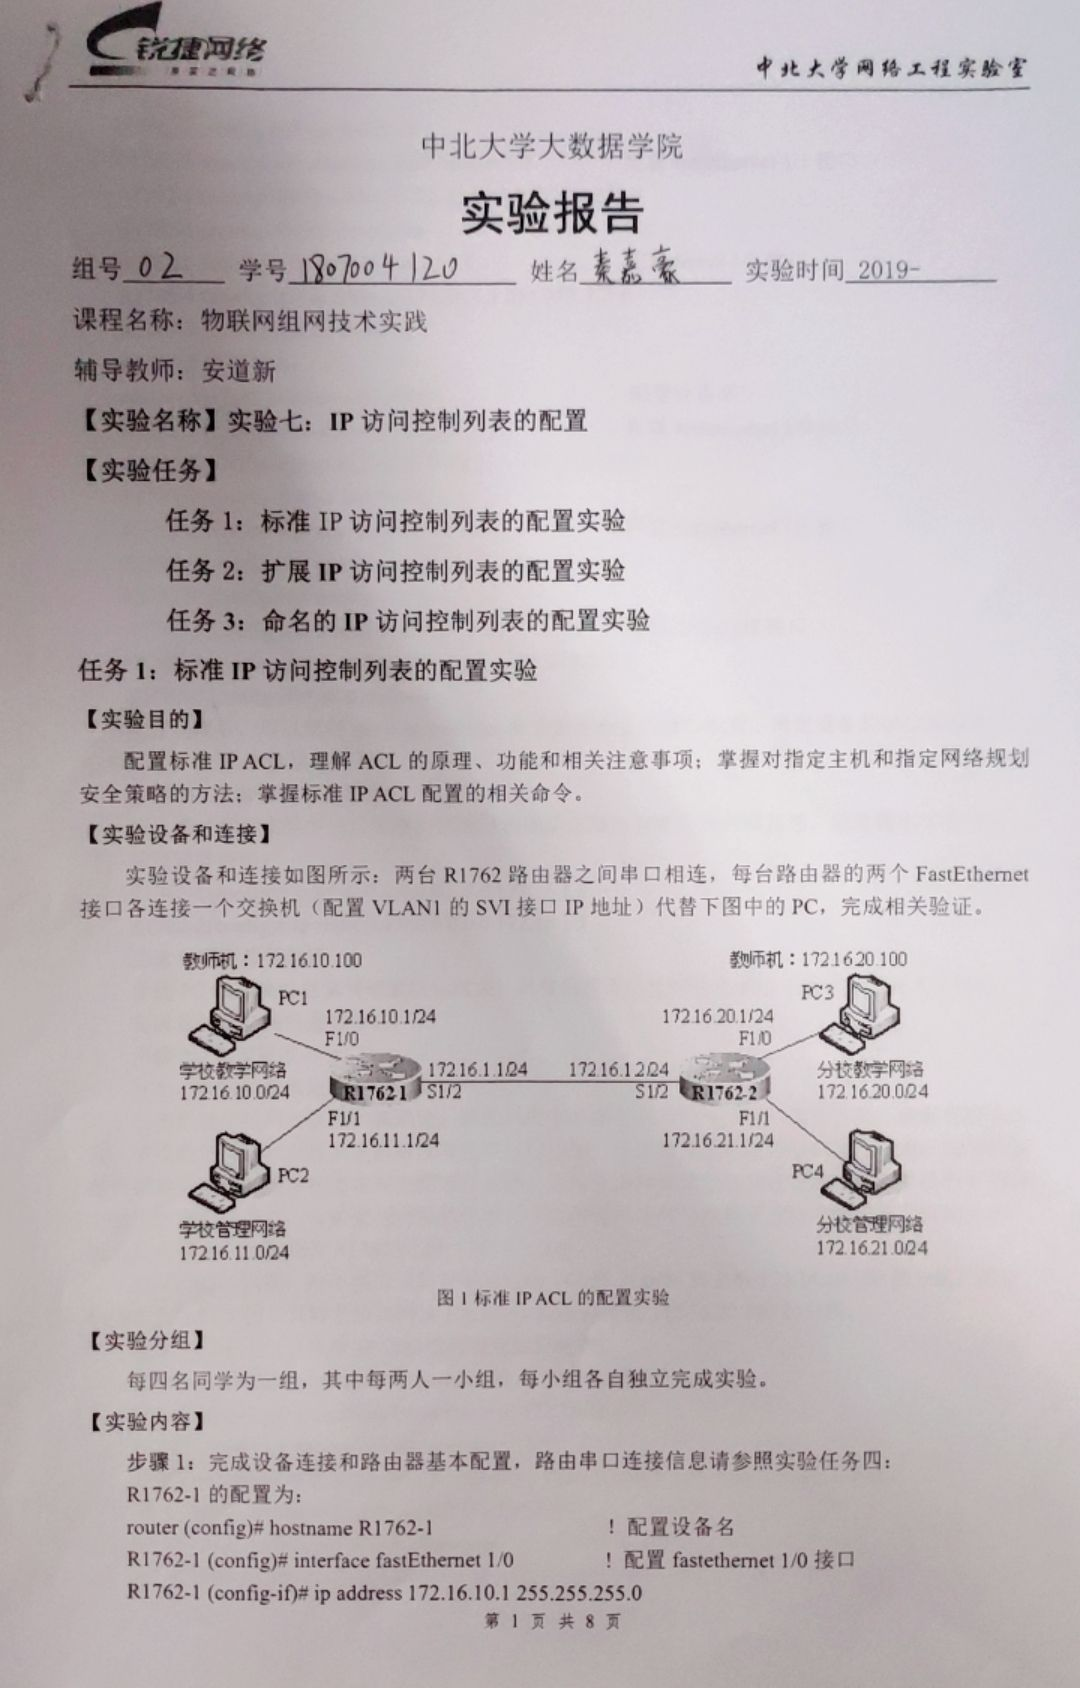 锐捷网络
中北大学网络工程实验室
中北大学大数据学院
实验报告
组号 02 学号 1807004120 姓名 秦嘉豪 实验时间 2019-
课程名称：物联网组网技术实践
辅导教师：安道新
【实验名称】实验七：IP 访问控制列表的配置
【实验任务】
任务 1：标准 IP 访问控制列表的配置实验
任务 2：扩展 IP 访问控制列表的配置实验
任务 3：命名的 IP 访问控制列表的配置实验
任务 1：标准 IP 访问控制列表的配置实验
【实验目的】
配置标准 IP ACL，理解 ACL 的原理、功能和相关注意事项；掌握对指定主机和指定网络规划
安全策略的方法；掌握标准 IP ACL 配置的相关命令。
【实验设备和连接】
实验设备和连接如图所示：两台 R1762 路由器之间串口相连，每台路由器的两个 FastEthernet
接口各连接一个交换机（配置 VLAN1 的 SVI 接口 IP 地址）代替下图中的 PC，完成相关验证。
教师机：172.16.10.100
教师机：172.16.20.100
PC1
PC3
172.16.10.1/24
172.16.20.1/24
F1/0
F1/0
学校教学网络
172.16.1.1/24
172.16.1.2/24
分校教学网络
172.16.10.0/24
R1762-1
S1/2
S1/2
R1762-2
172.16.20.0/24
F1/1
F1/1
172.16.11.1/24
172.16.21.1/24
PC2
PC4
学校管理网络
分校管理网络
172.16.11.0/24
172.16.21.0/24
图 1 标准 IP ACL 的配置实验
【实验分组】
每四名同学为一组，其中每两人一小组，每小组各自独立完成实验。
【实验内容】
步骤 1：完成设备连接和路由器基本配置，路由串口连接信息请参照实验任务四：
R1762-1 的配置为：
router (config)# hostname R1762-1 ！配置设备名
R1762-1 (config)# interface fastEthernet 1/0 ！配置 fastethernet 1/0 接口
R1762-1 (config-if)# ip address 172.16.10.1 255.255.255.0
第 1 页 共 8 页